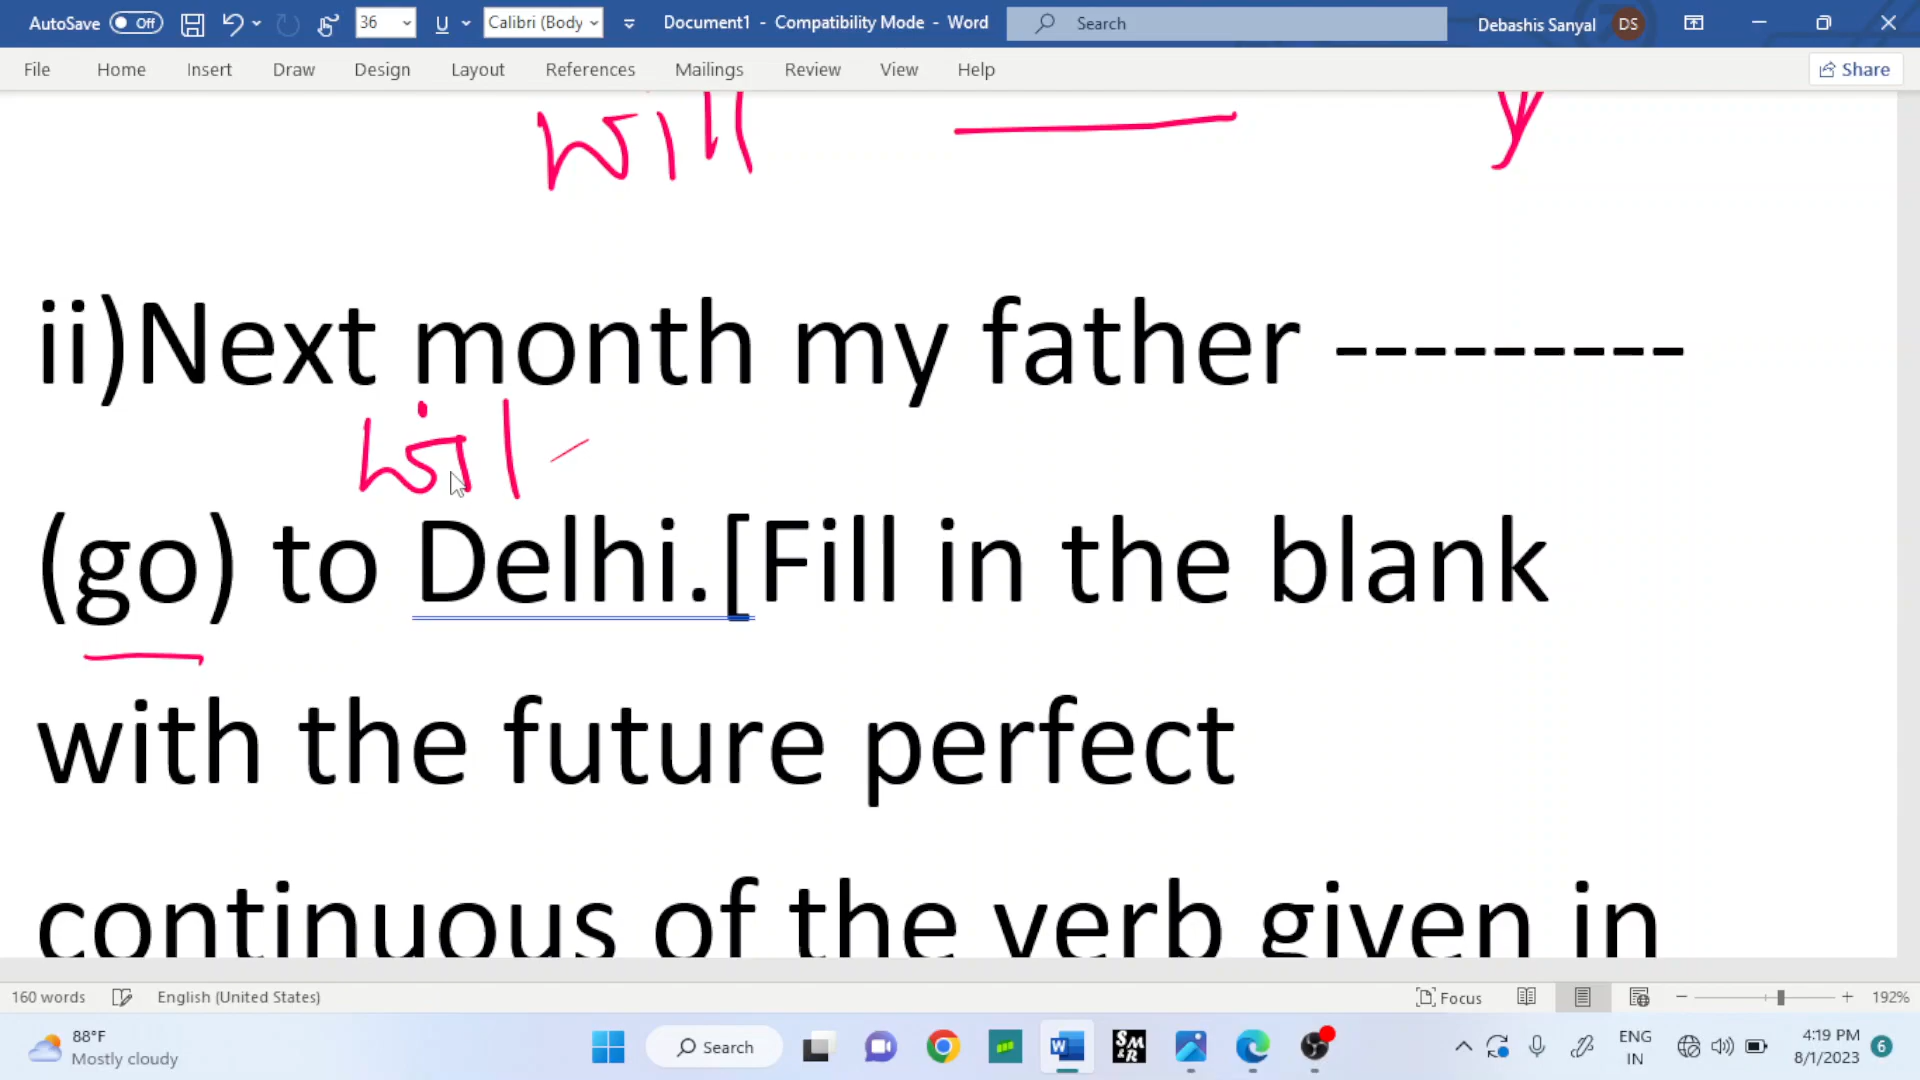 AutoSave Off 36 U Calibri (Body Document1 - Compatibility Mode - Word Search Debashis Sanyal DS
File Home Insert Draw Design Layout References Mailings Review View Help Share
will y
ii)Next month my father ---------
wil
(go) to Delhi.[Fill in the blank
with the future perfect
continuous of the verb given in
160 words English (United States) Focus 192%
88°F
Mostly cloudy
Search
W
S
M
&R
ENG
IN
4:19 PM
8/1/2023
6